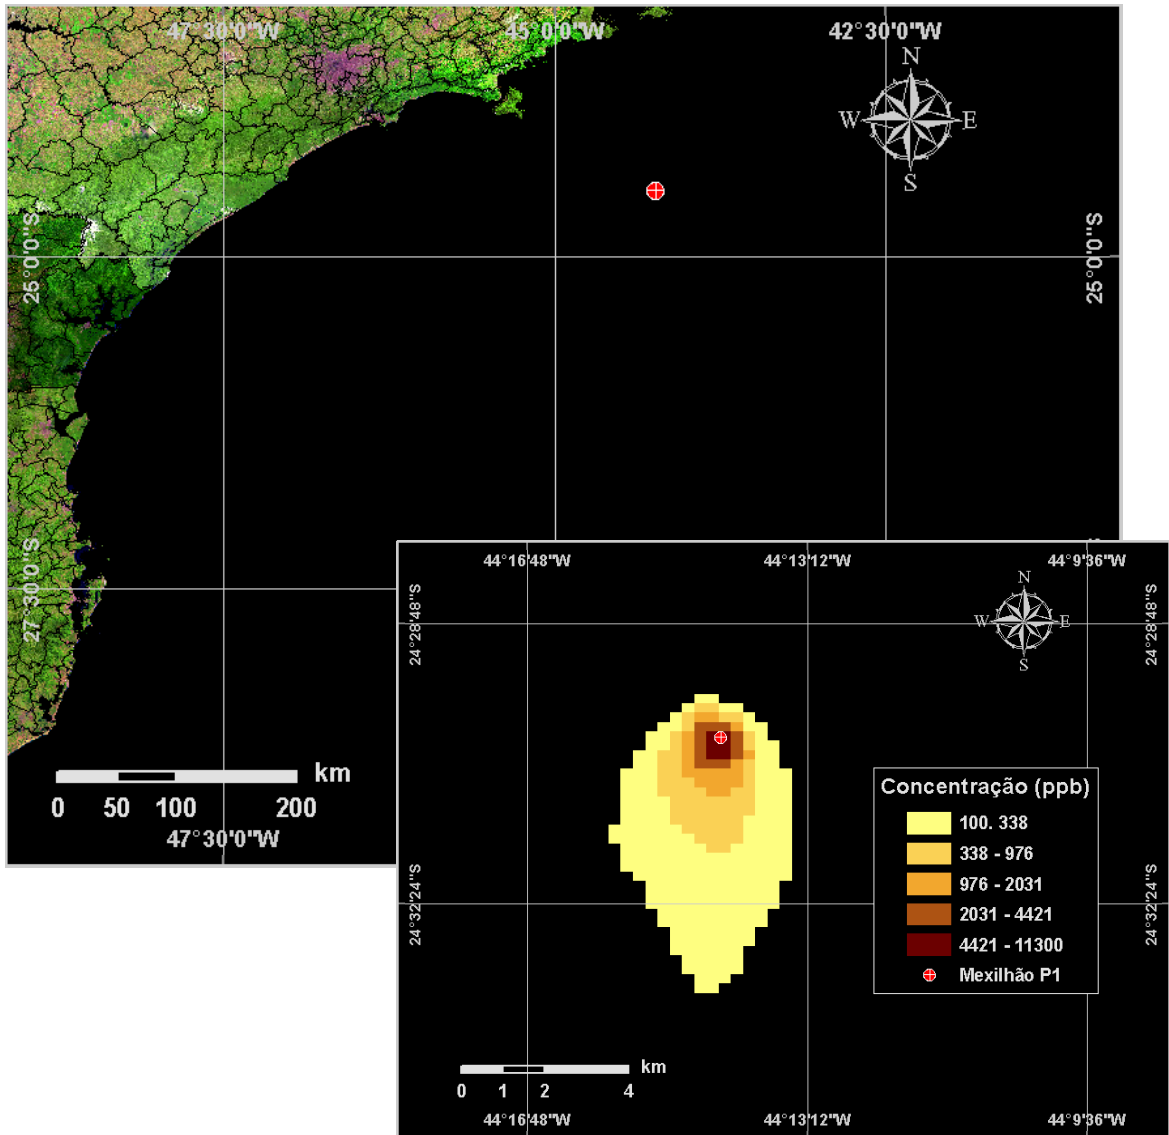 47°30'0"W 45°0'0"W 42°30'0"W
N
W E
S
25°0'0"S 25°0'0"S
27°30'0"S
km
0 50 100 200
47°30'0"W
44°16'48"W 44°13'12"W 44°9'36"W
N
W E
S
24°28'48"S 24°28'48"S
Concentração (ppb)
100. 338
338 - 976
976 - 2031
2031 - 4421
4421 - 11300
Mexilhão P1
24°32'24"S 24°32'24"S
km
0 1 2 4
44°16'48"W 44°13'12"W 44°9'36"W